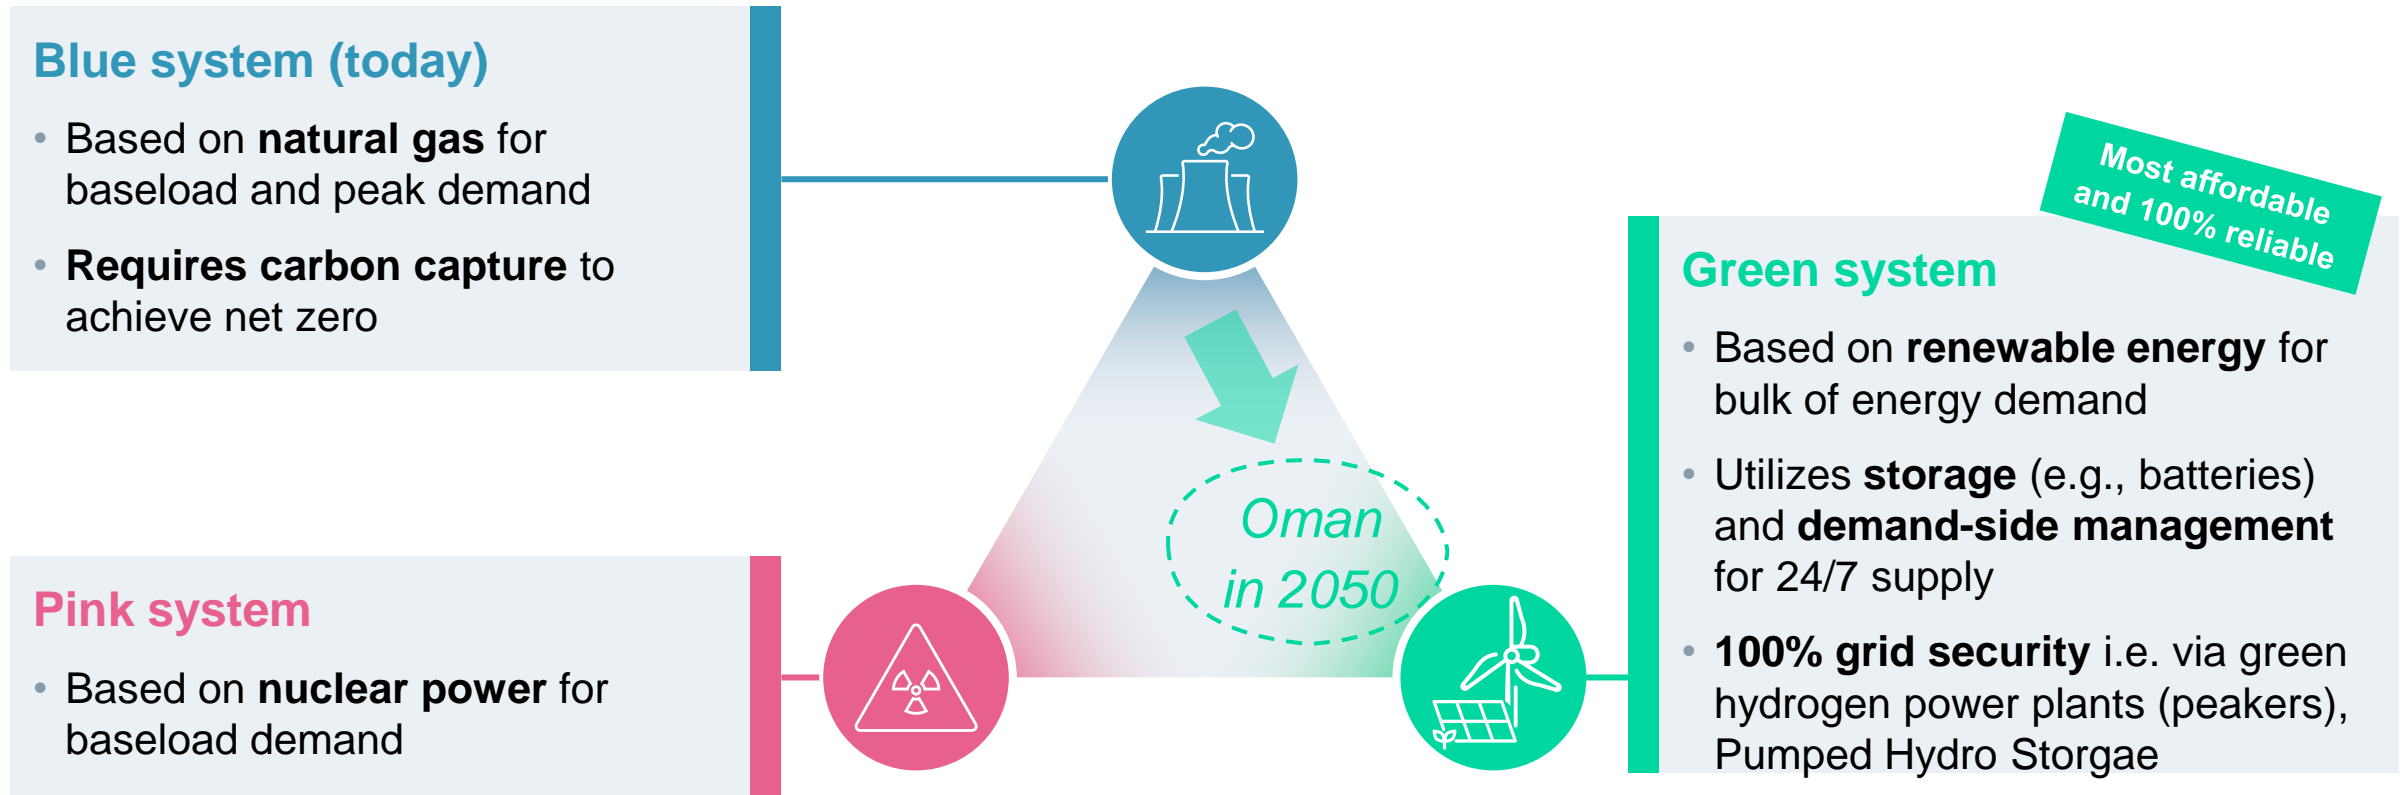 Blue system (today)
• Based on natural gas for
baseload and peak demand
• Requires carbon capture to
achieve net zero
Most affordable
and 100% reliable
Green system
• Based on renewable energy for
bulk of energy demand
• Utilizes storage (e.g., batteries)
and demand-side management
for 24/7 supply
• 100% grid security i.e. via green
hydrogen power plants (peakers),
Pumped Hydro Storgae
Oman
in 2050
Pink system
• Based on nuclear power for
baseload demand